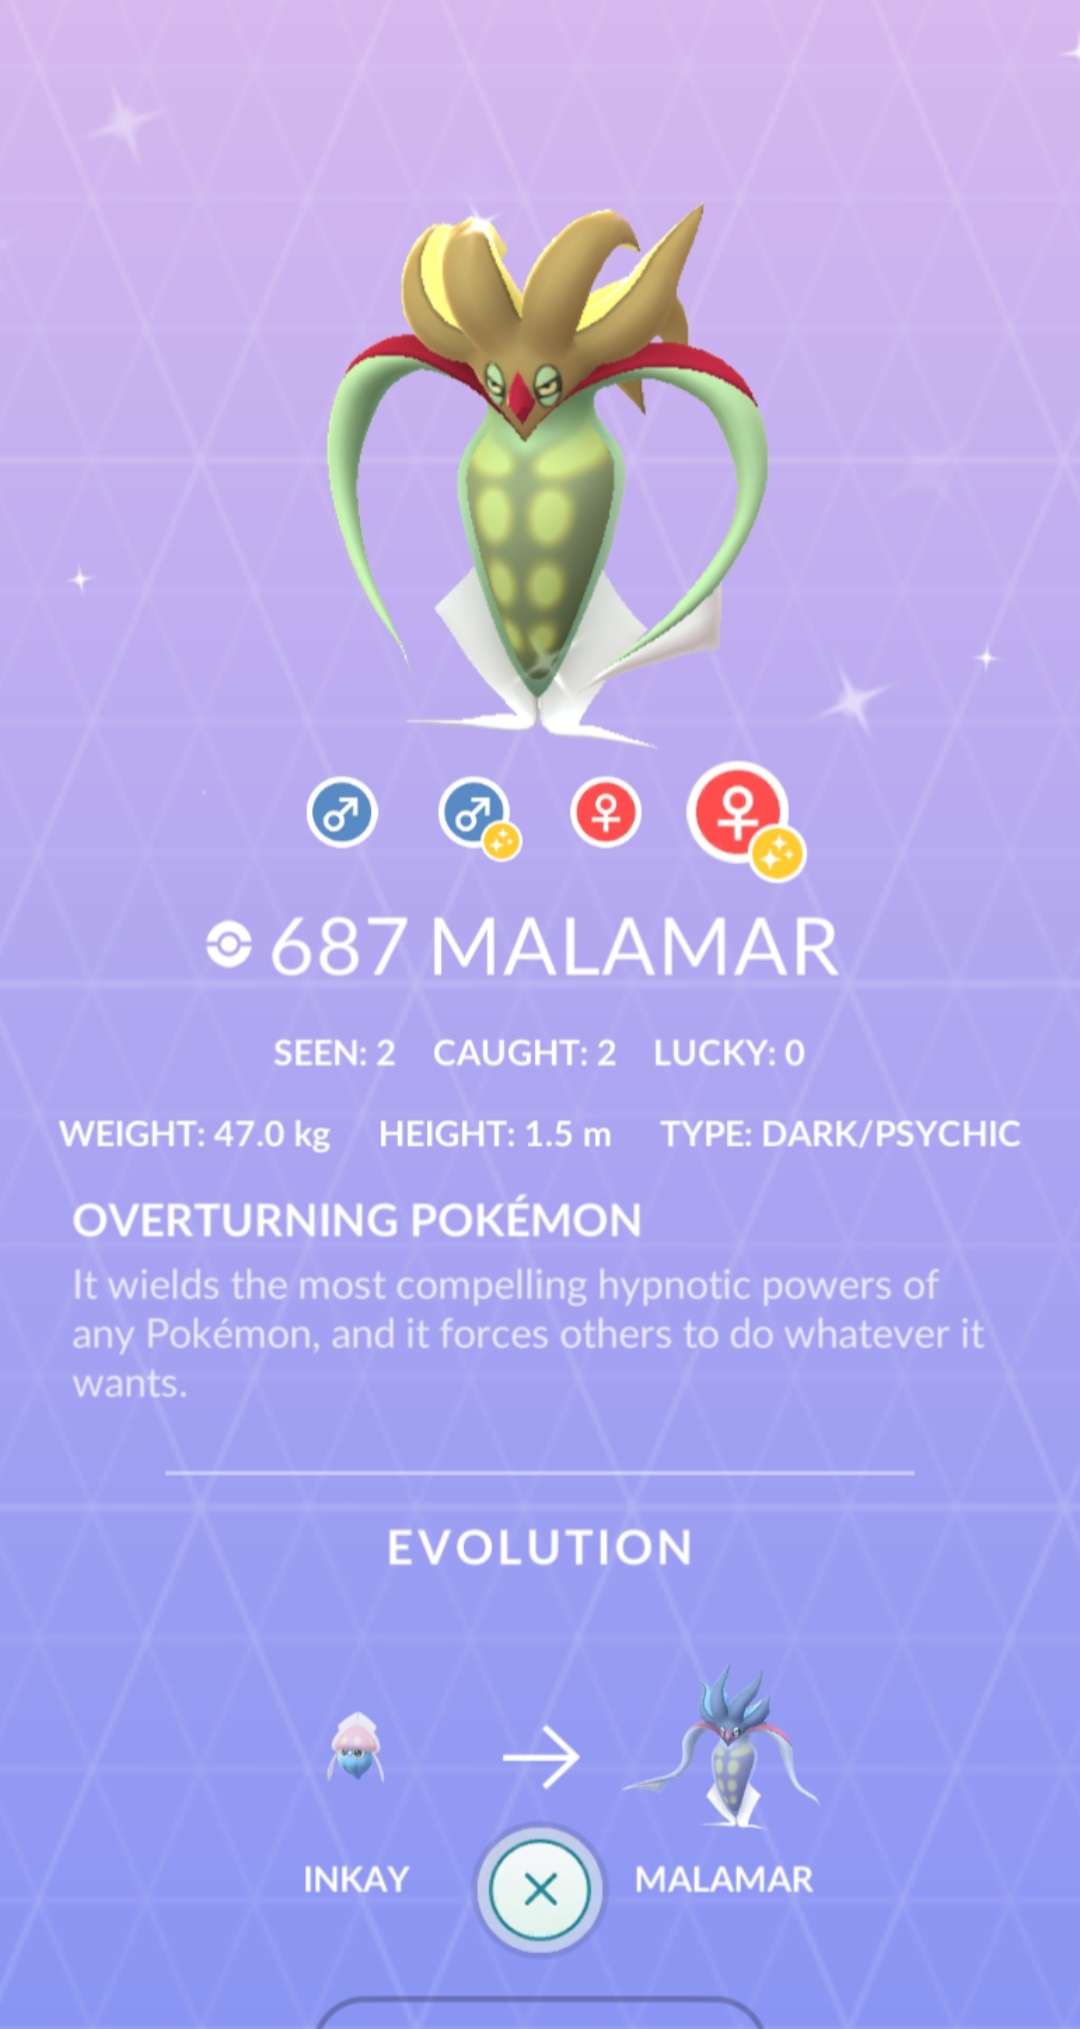 687 MALAMAR
SEEN: 2 CAUGHT: 2 LUCKY: 0
WEIGHT: 47.0 kg HEIGHT: 1.5 m TYPE: DARK/PSYCHIC
OVERTURNING POKÉMON
It wields the most compelling hypnotic powers of
any Pokémon, and it forces others to do whatever it
wants.
EVOLUTION
INKAY MALAMAR